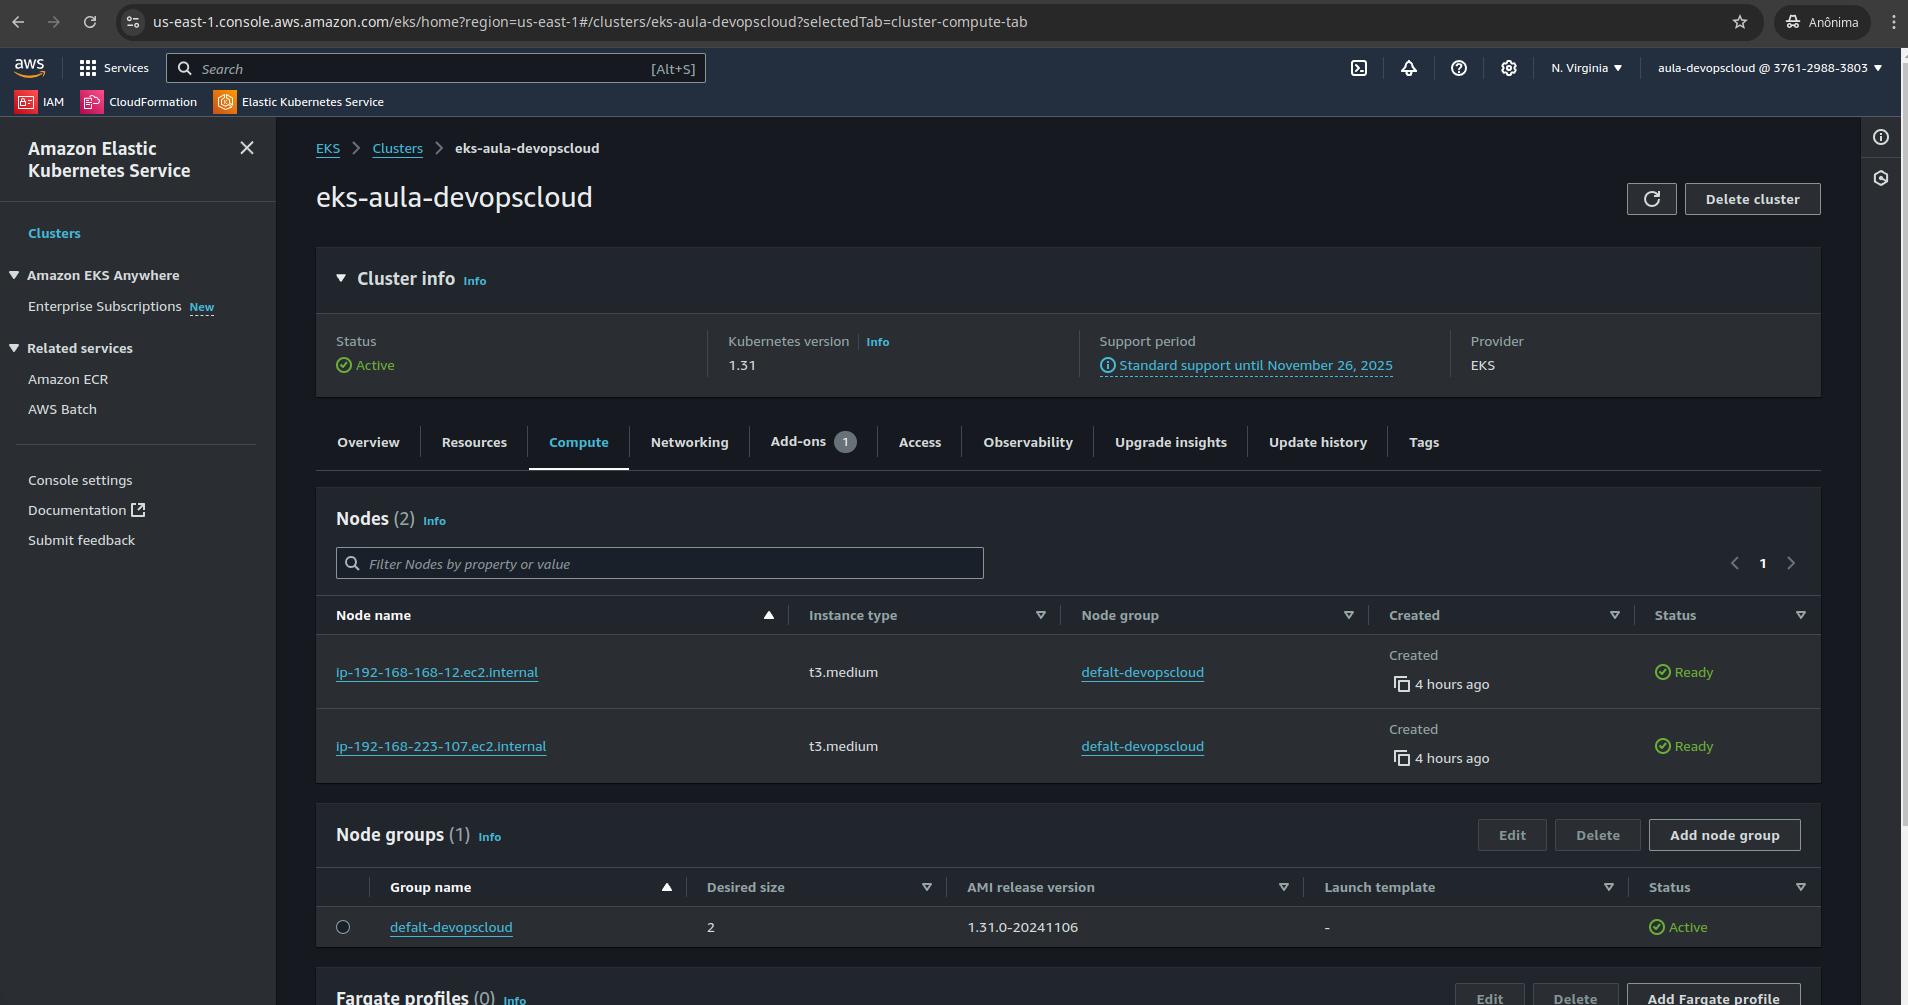 us-east-1.console.aws.amazon.com/eks/home?region=us-east-1#/clusters/eks-aula-devopscloud?selectedTab=cluster-compute-tab
Anônima
aws
Services
Search
[Alt+S]
N. Virginia
aula-devopscloud @ 3761-2988-3803
IAM
CloudFormation
Elastic Kubernetes Service
Amazon Elastic
Kubernetes Service
Clusters
Amazon EKS Anywhere
Enterprise Subscriptions New
Related services
Amazon ECR
AWS Batch
Console settings
Documentation
Submit feedback
EKS
Clusters
eks-aula-devopscloud
eks-aula-devopscloud
Delete cluster
Cluster info Info
Status
Active
Kubernetes version Info
1.31
Support period
Standard support until November 26, 2025
Provider
EKS
Overview
Resources
Compute
Networking
Add-ons 1
Access
Observability
Upgrade insights
Update history
Tags
Nodes (2) Info
Filter Nodes by property or value
1
Node name
Instance type
Node group
Created
Status
ip-192-168-168-12.ec2.internal
t3.medium
defalt-devopscloud
Created
4 hours ago
Ready
ip-192-168-223-107.ec2.internal
t3.medium
defalt-devopscloud
Created
4 hours ago
Ready
Node groups (1) Info
Edit
Delete
Add node group
Group name
Desired size
AMI release version
Launch template
Status
defalt-devopscloud
2
1.31.0-20241106
-
Active
Fargate profiles (0) Info
Edit
Delete
Add Fargate profile